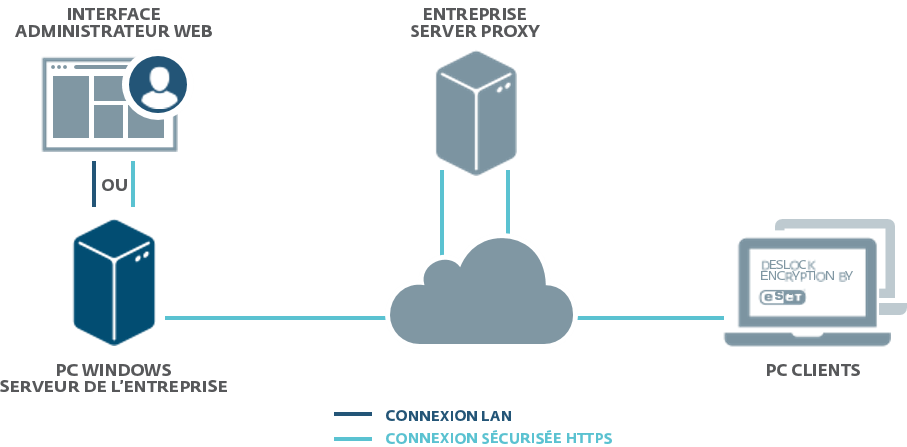 INTERFACE
ADMINISTRATEUR WEB
ENTREPRISE
SERVER PROXY
OU
DESLOCK
ENCRYPTION BY
eset
PC WINDOWS
SERVEUR DE L'ENTREPRISE
PC CLIENTS
CONNEXION LAN
CONNEXION SÉCURISÉE HTTPS